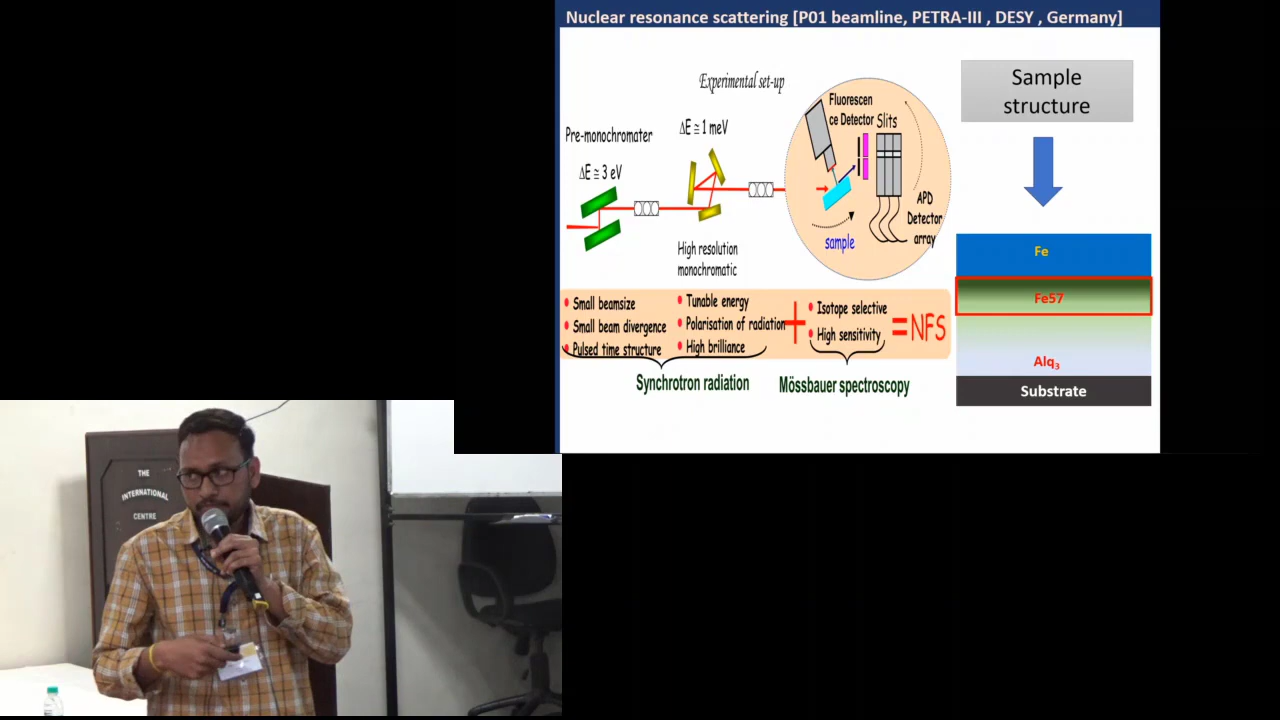 Nuclear resonance scattering [P01 beamline, PETRA-III , DESY , Germany]
Experimental set-up
Pre-monochromater
ΔE ≅ 3 eV
ΔE ≅ 1 meV
High resolution
monochromatic
Fluorescen
ce Detector
Slits
APD
Detector
array
sample
Sample
structure
Fe
Fe57
Alq3
Substrate
• Small beamsize
• Small beam divergence
• Pulsed time structure
• Tunable energy
• Polarisation of radiation
• High brilliance
+
• Isotope selective
• High sensitivity
=NFS
Synchrotron radiation
Mössbauer spectroscopy
THE
INTERNATIONAL
CENTRE